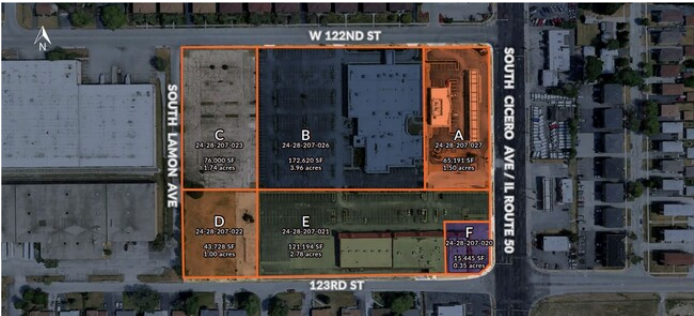 N
W 122ND ST
SOUTH LAMON AVE
SOUTH CICERO AVE / IL ROUTE 50
C
24-28-207-023
76,000 SF
1.74 acres
B
24-28-207-026
172,620 SF
3.96 acres
A
24-28-207-027
65,191 SF
1.50 acres
D
24-28-207-022
43,728 SF
1.00 acres
E
24-28-207-021
121,194 SF
2.78 acres
F
24-28-207-020
15,445 SF
0.35 acres
123RD ST